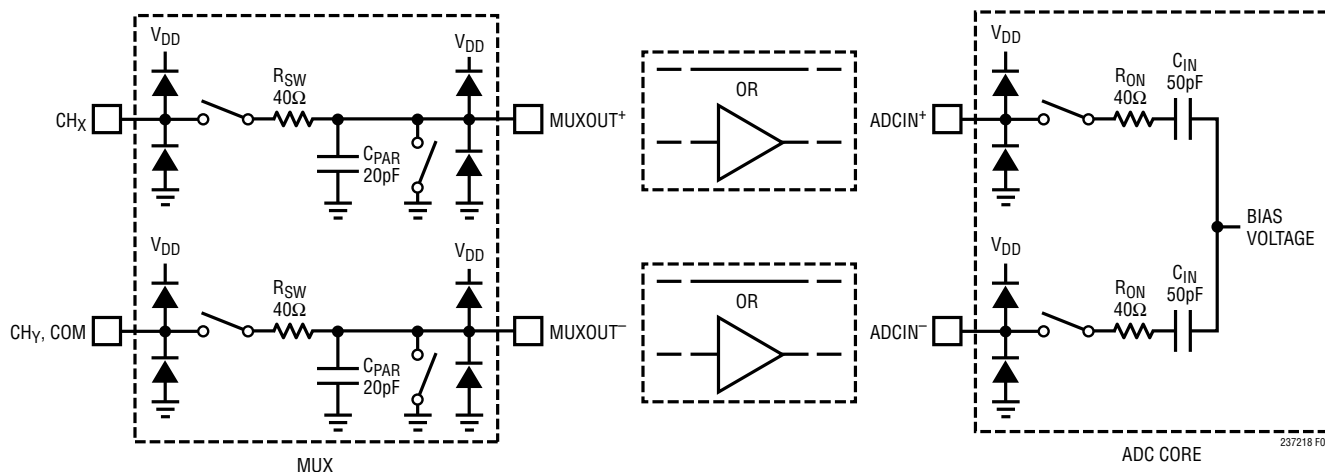 VDD
VDD
VDD
RSW
40Ω
CIN
50pF
RON
40Ω
OR
CHX
MUXOUT+
ADCIN+
CPAR
20pF
BIAS
VOLTAGE
VDD
VDD
VDD
RSW
40Ω
CIN
50pF
RON
40Ω
OR
CHY, COM
MUXOUT–
ADCIN–
CPAR
20pF
MUX
ADC CORE
237218 F0